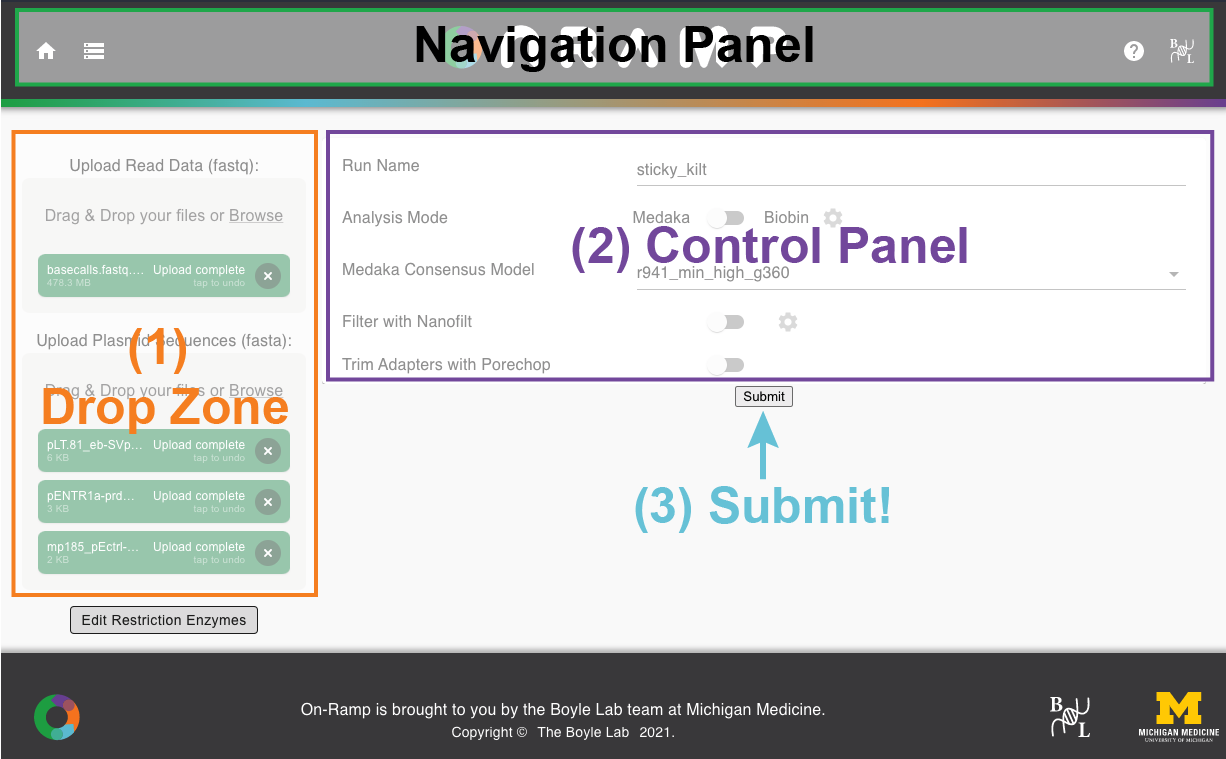 Navigation Panel
Upload Read Data (fastq):
Drag & Drop your files or Browse
basecalls.fastq.… Upload complete
478.3 MB tap to undo
(1)
Upload Plasmid Sequences (fasta):
Drag & Drop your files or Browse
Drop Zone
pLT.81_eb-SVp… Upload complete
6 KB tap to undo
pENTR1a-prd… Upload complete
3 KB tap to undo
mp185_pEctrl-… Upload complete
2 KB tap to undo
Edit Restriction Enzymes
Run Name sticky_kilt
Analysis Mode Medaka Biobin
(2) Control Panel
Medaka Consensus Model r941_min_high_g360
Filter with Nanofilt
Trim Adapters with Porechop
Submit
(3) Submit!
On-Ramp is brought to you by the Boyle Lab team at Michigan Medicine.
Copyright © The Boyle Lab 2021.
B L
M
MICHIGAN MEDICINE
UNIVERSITY OF MICHIGAN